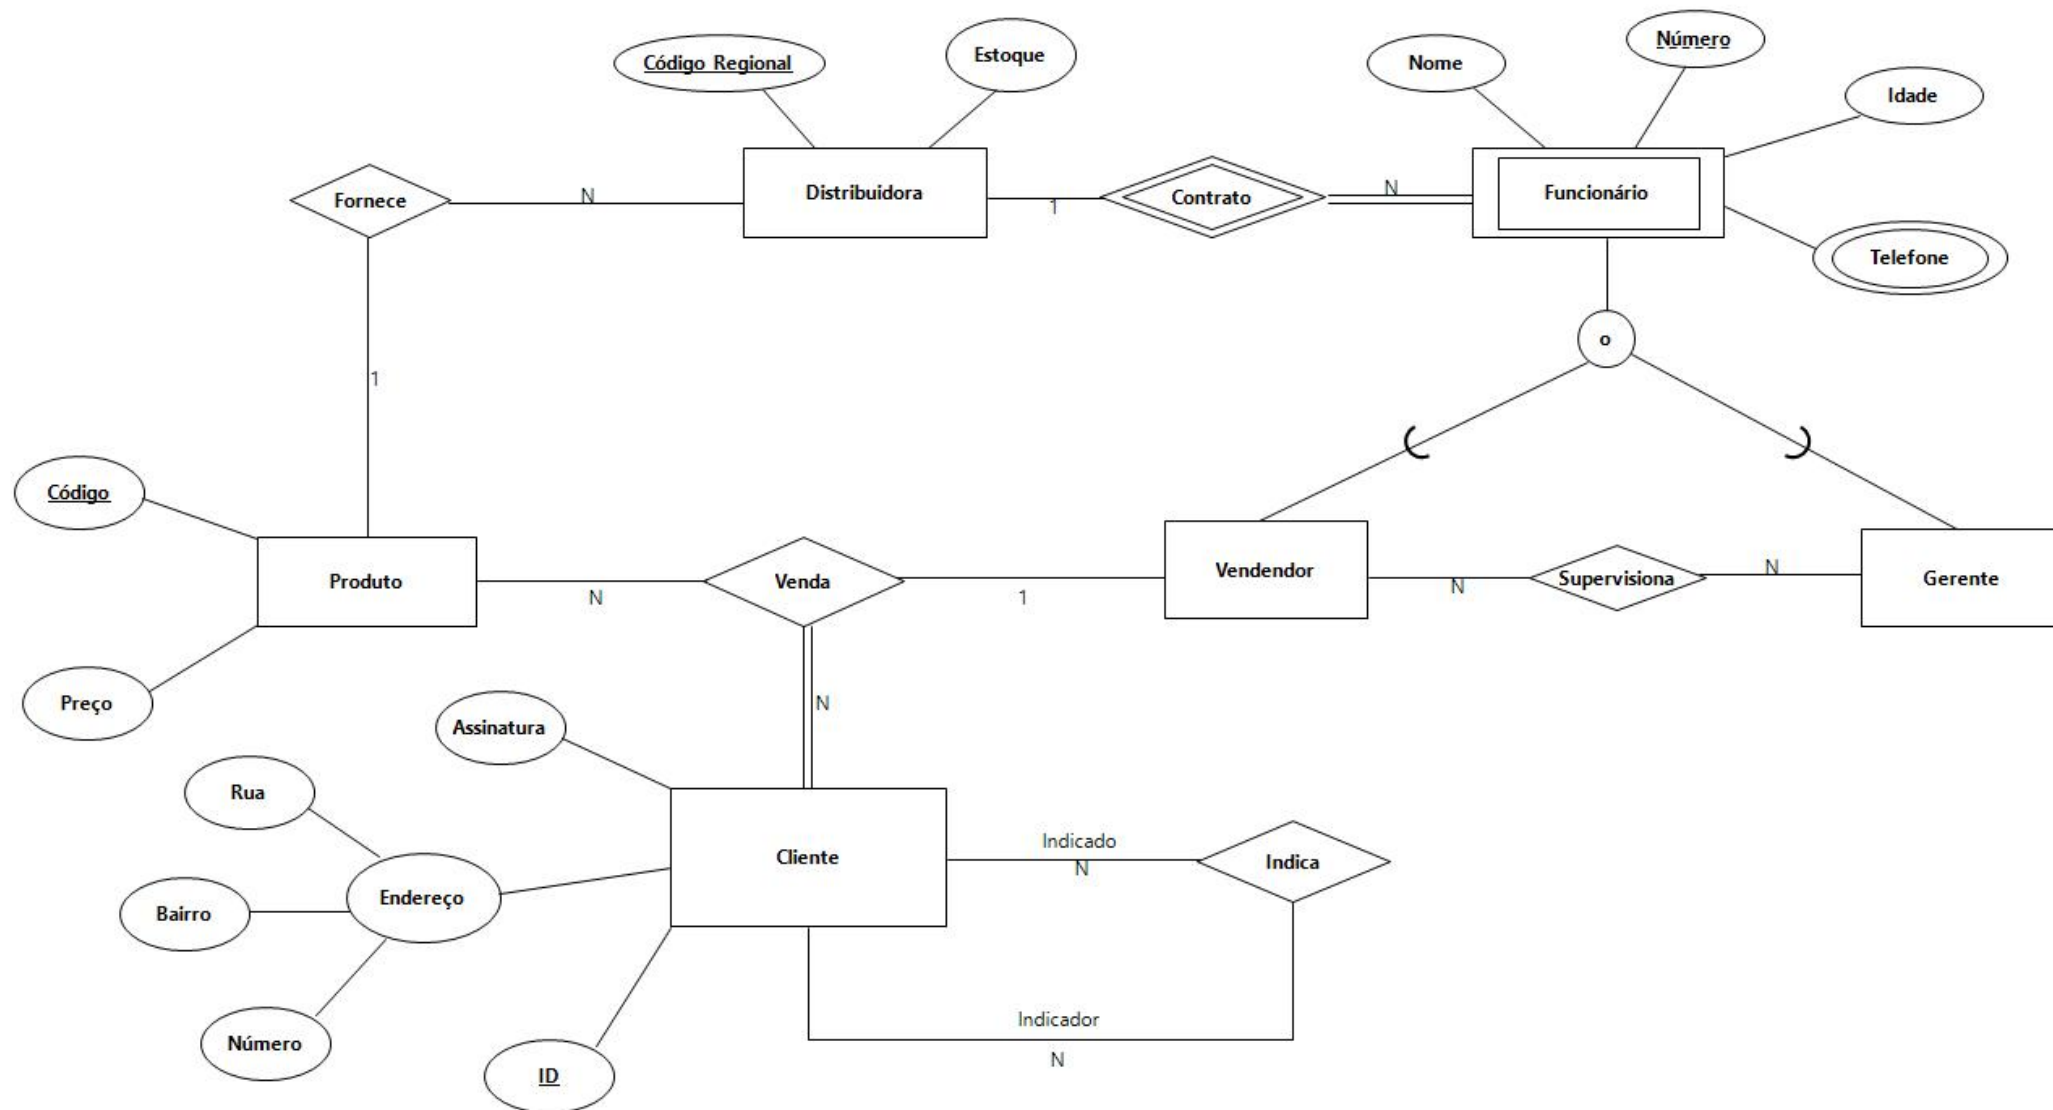 Código Regional
Estoque
Nome
Número
Idade
Fornece
N
Distribuidora
1
Contrato
N
Funcionário
Telefone
o
1
Código
Produto
N
Venda
1
Vendendor
N
Supervisiona
N
Gerente
Preço
N
Assinatura
Rua
Cliente
Indicado
N
Indica
Endereço
Bairro
Número
ID
Indicador
N